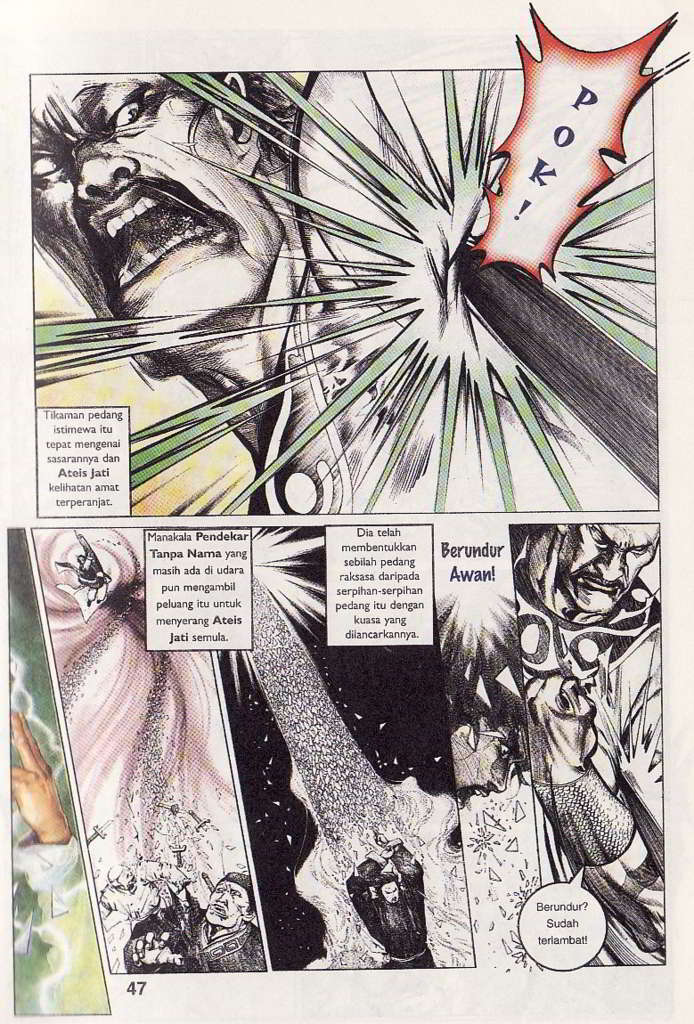 POK!
Tikaman pedang
istimewa itu
tepat mengenai
sasarannya dan
Ateis Jati
kelihatan amat
terperanjat.
Manakala Pendekar
Tanpa Nama yang
masih ada di udara
pun mengambil
peluang itu untuk
menyerang Ateis
Jati semula.
Dia telah
membentukkan
sebilah pedang
raksasa daripada
serpihan-serpihan
pedang itu dengan
kuasa yang
dilancarkannya.
Berundur
Awan!
Berundur?
Sudah
terlambat!
47